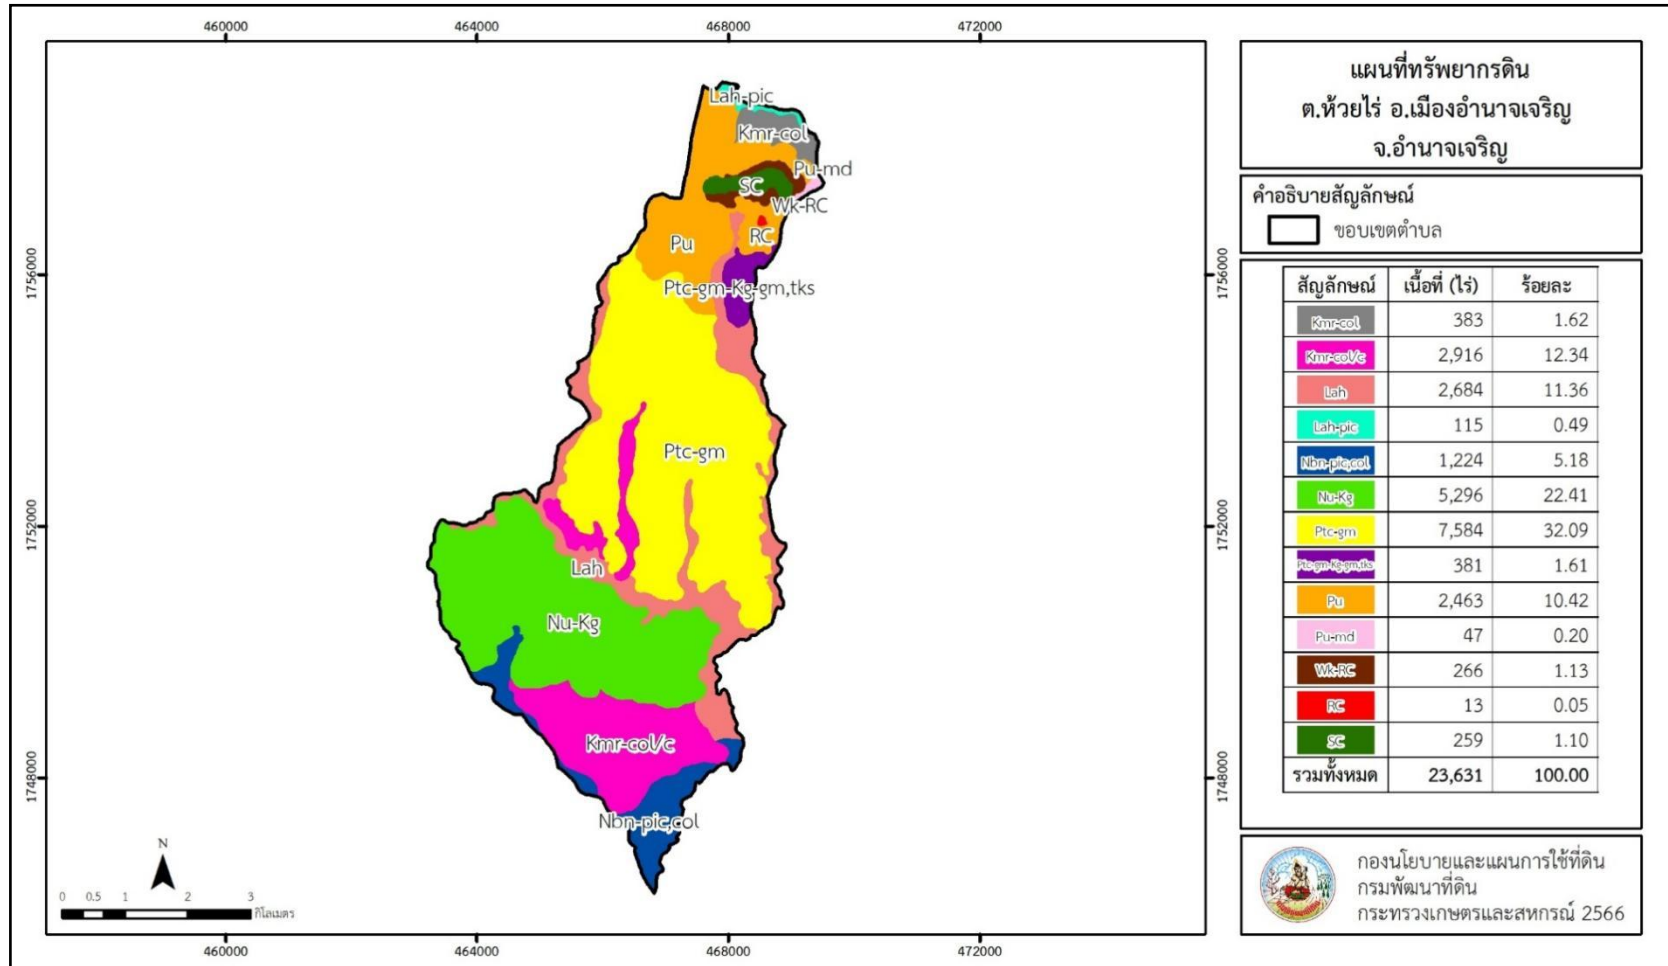 460000
464000
468000
472000
1756000
1752000
1748000
Lah-pic
Kmr-col
Pu-md
SC
Wk-RC
RC
Pu
Ptc-gm-Kg-gm,tks
Ptc-gm
Lah
Nu-Kg
Kmr-col/c
Nbn-pic,col
N
0 0.5 1 2 3
กิโลเมตร
1756000
1752000
1748000
460000
464000
468000
472000
แผนที่ทรัพยากรดิน
ต.ห้วยไร่ อ.เมืองอำนาจเจริญ
จ.อำนาจเจริญ
คำอธิบายสัญลักษณ์
ขอบเขตตำบล
สัญลักษณ์ เนื้อที่ (ไร่) ร้อยละ
Kmr-col 383 1.62
Kmr-col/c 2,916 12.34
Lah 2,684 11.36
Lah-pic 115 0.49
Nbn-pic,col 1,224 5.18
Nu-Kg 5,296 22.41
Ptc-gm 7,584 32.09
Ptc-gm-Kg-gm,tks 381 1.61
Pu 2,463 10.42
Pu-md 47 0.20
Wk-RC 266 1.13
RC 13 0.05
SC 259 1.10
รวมทั้งหมด 23,631 100.00
กองนโยบายและแผนการใช้ที่ดิน
กรมพัฒนาที่ดิน
กระทรวงเกษตรและสหกรณ์ 2566